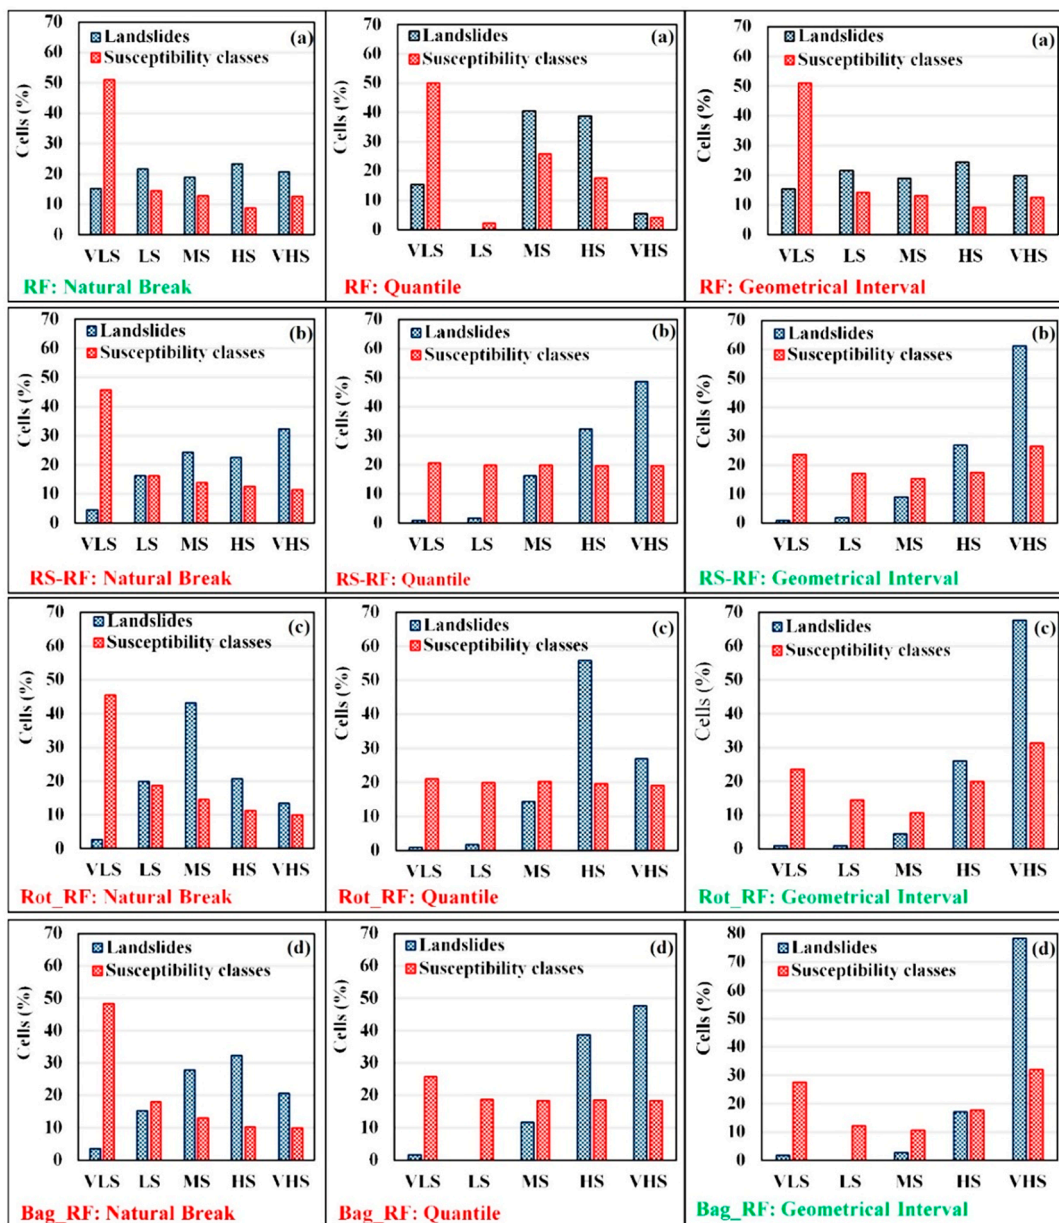 70
60
50
40
30
20
10
0
Cells (%)
Landslides
Susceptibility classes
(a)
VLS LS MS HS VHS
RF: Natural Break
70
60
50
40
30
20
10
0
Landslides
Susceptibility classes
(a)
VLS LS MS HS VHS
RF: Quantile
70
60
50
40
30
20
10
0
Cells (%)
Landslides
Susceptibility classes
(a)
VLS LS MS HS VHS
RF: Geometrical Interval
70
60
50
40
30
20
10
0
Cells (%)
Landslides
Susceptibility classes
(b)
VLS LS MS HS VHS
RS-RF: Natural Break
70
60
50
40
30
20
10
0
Landslides
Susceptibility classes
(b)
VLS LS MS HS VHS
RS-RF: Quantile
70
60
50
40
30
20
10
0
Cells (%)
Landslides
Susceptibility classes
(b)
VLS LS MS HS VHS
RS-RF: Geometrical Interval
70
60
50
40
30
20
10
0
Cells (%)
Landslides
Susceptibility classes
(c)
VLS LS MS HS VHS
Rot_RF: Natural Break
70
60
50
40
30
20
10
0
Landslides
Susceptibility classes
(c)
VLS LS MS HS VHS
Rot_RF: Quantile
70
60
50
40
30
20
10
0
Cells (%)
Landslides
Susceptibility classes
(c)
VLS LS MS HS VHS
Rot_RF: Geometrical Interval
70
60
50
40
30
20
10
0
Cells (%)
Landslides
Susceptibility classes
(d)
VLS LS MS HS VHS
Bag_RF: Natural Break
70
60
50
40
30
20
10
0
Landslides
Susceptibility classes
(d)
VLS LS MS HS VHS
Bag_RF: Quantile
80
70
60
50
40
30
20
10
0
Cells (%)
Landslides
Susceptibility classes
(d)
VLS LS MS HS VHS
Bag_RF: Geometrical Interval